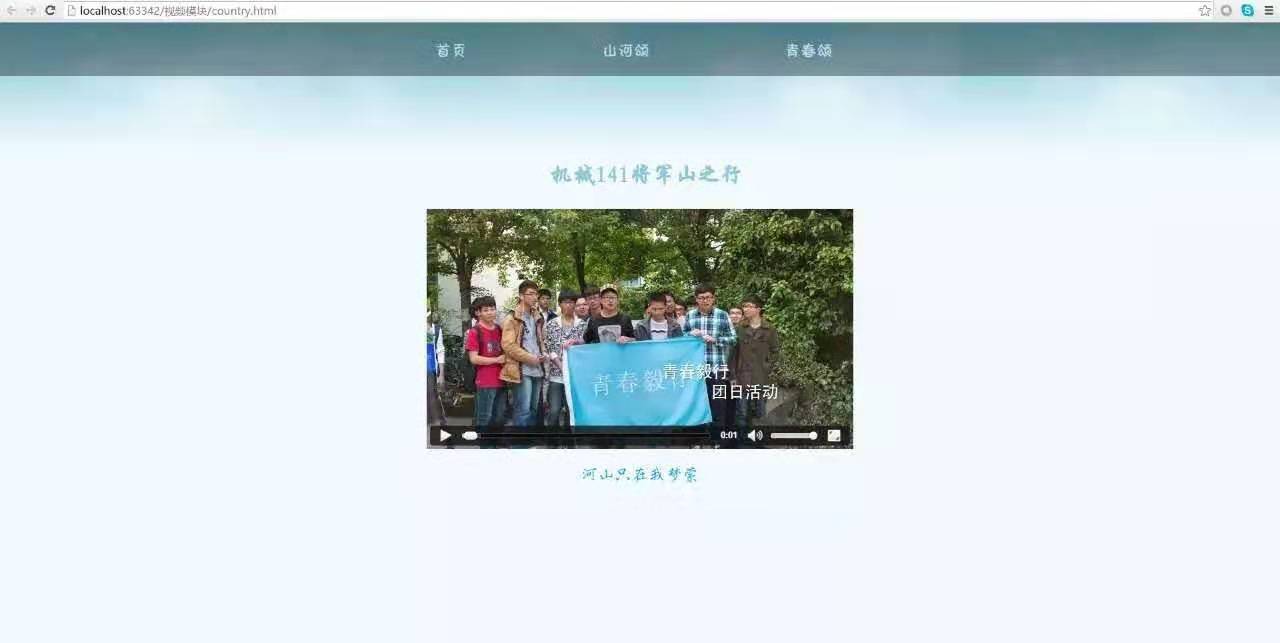 localhost:63342/视频模块/country.html
首页 山河颂 青春颂
机械141将军山之行
青春毅行
青春毅行
团日活动
0:01
河山只在我梦萦